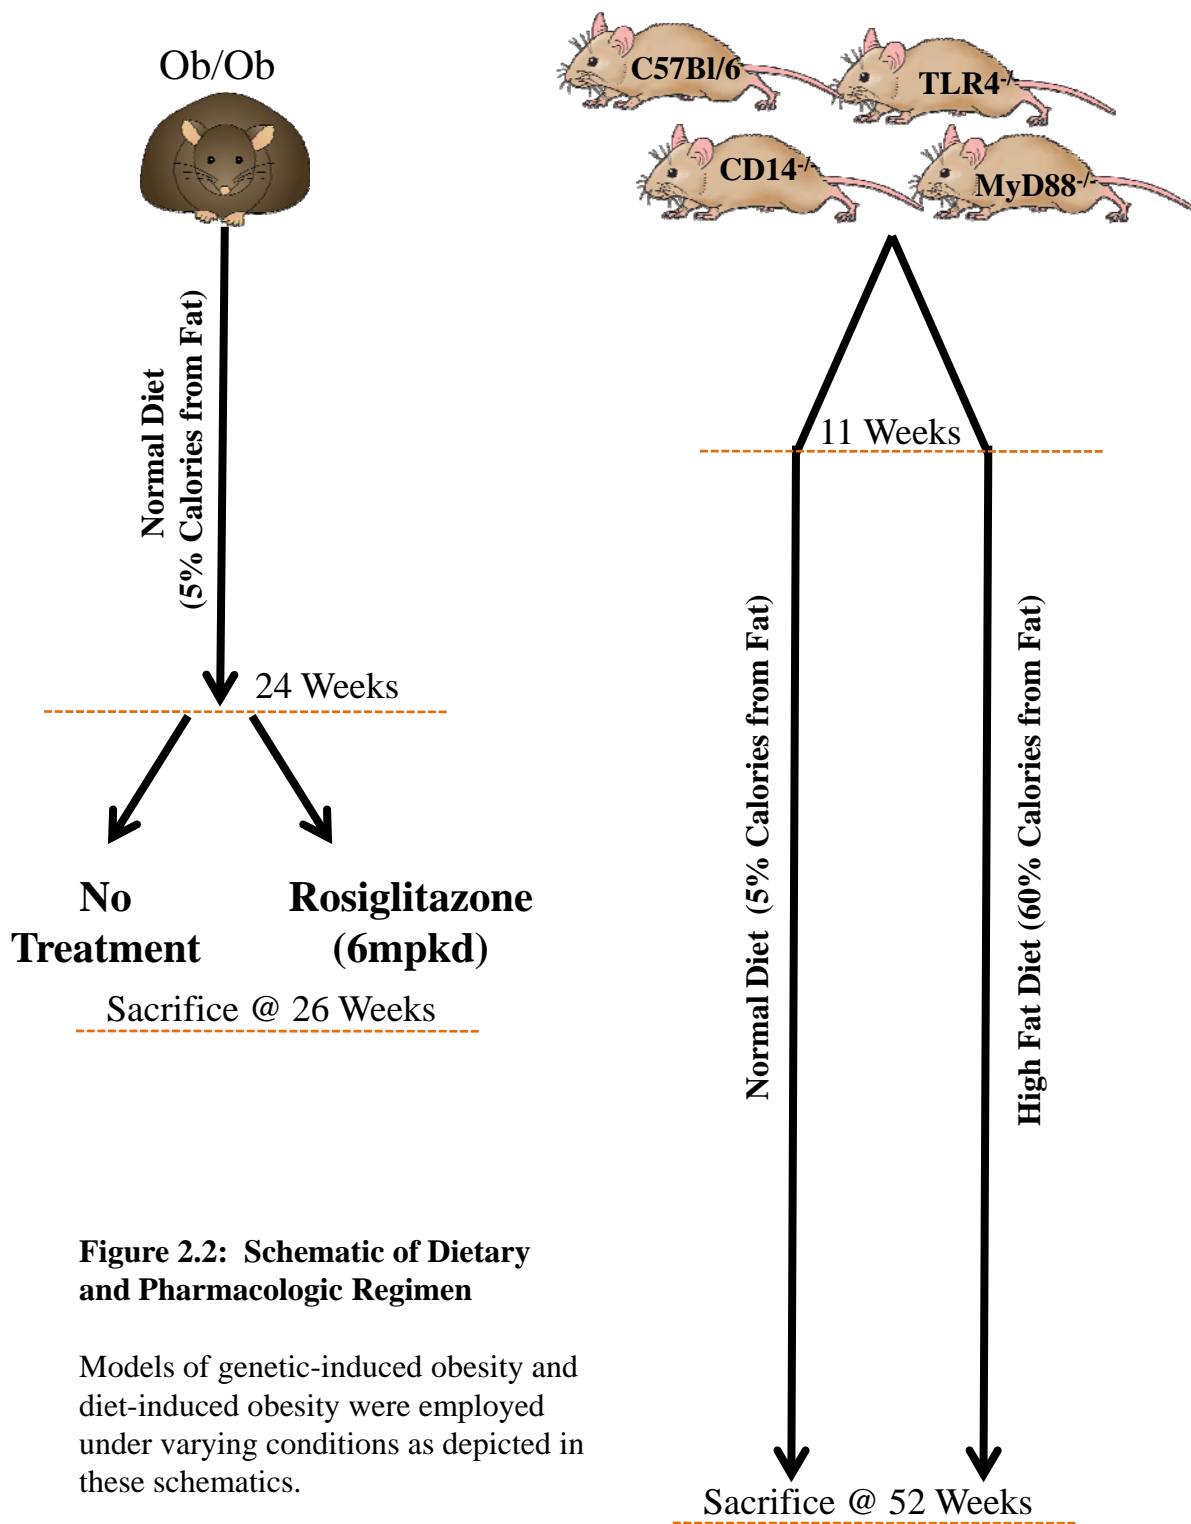 Ob/Ob
Normal Diet
(5% Calories from Fat)
24 Weeks
No
Treatment
Rosiglitazone
(6mpkd)
Sacrifice @ 26 Weeks
C57Bl/6
TLR4-/-
CD14-/-
MyD88-/-
11 Weeks
Normal Diet (5% Calories from Fat)
High Fat Diet (60% Calories from Fat)
Sacrifice @ 52 Weeks
Figure 2.2: Schematic of Dietary
and Pharmacologic Regimen
Models of genetic-induced obesity and
diet-induced obesity were employed
under varying conditions as depicted in
these schematics.